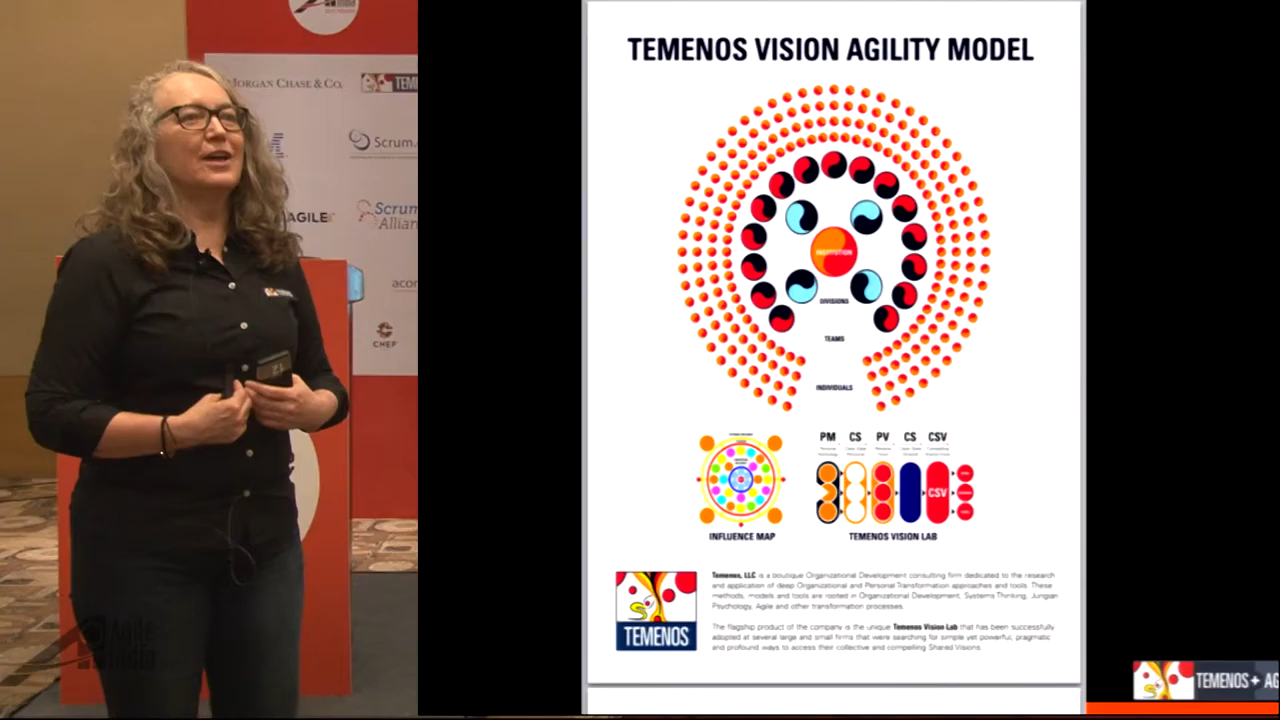 MORGAN CHASE & CO.
TEM
Scrum.
AGILE
Scrum
Allian
acor
CHEF
TEMENOS VISION AGILITY MODEL
INSTITUTION
DIVISIONS
TEAMS
INDIVIDUALS
PM CS PV CS CSV
CSV
INFLUENCE MAP
TEMENOS VISION LAB
TEMENOS
Temenos, LLC is a boutique Organizational Development consulting firm dedicated to the research
and application of deep Organizational and Personal Transformation approaches and tools. These
methods, models and tools are rooted in Organizational Development, Systems Thinking, Jungian
Psychology, Agile and other transformation processes.
The flagship product of the company is the unique Temenos Vision Lab that has been successfully
adopted at several large and small firms that were searching for simple yet powerful, pragmatic
and profound ways to access their collective and compelling Shared Visions.
TEMENOS+ AG